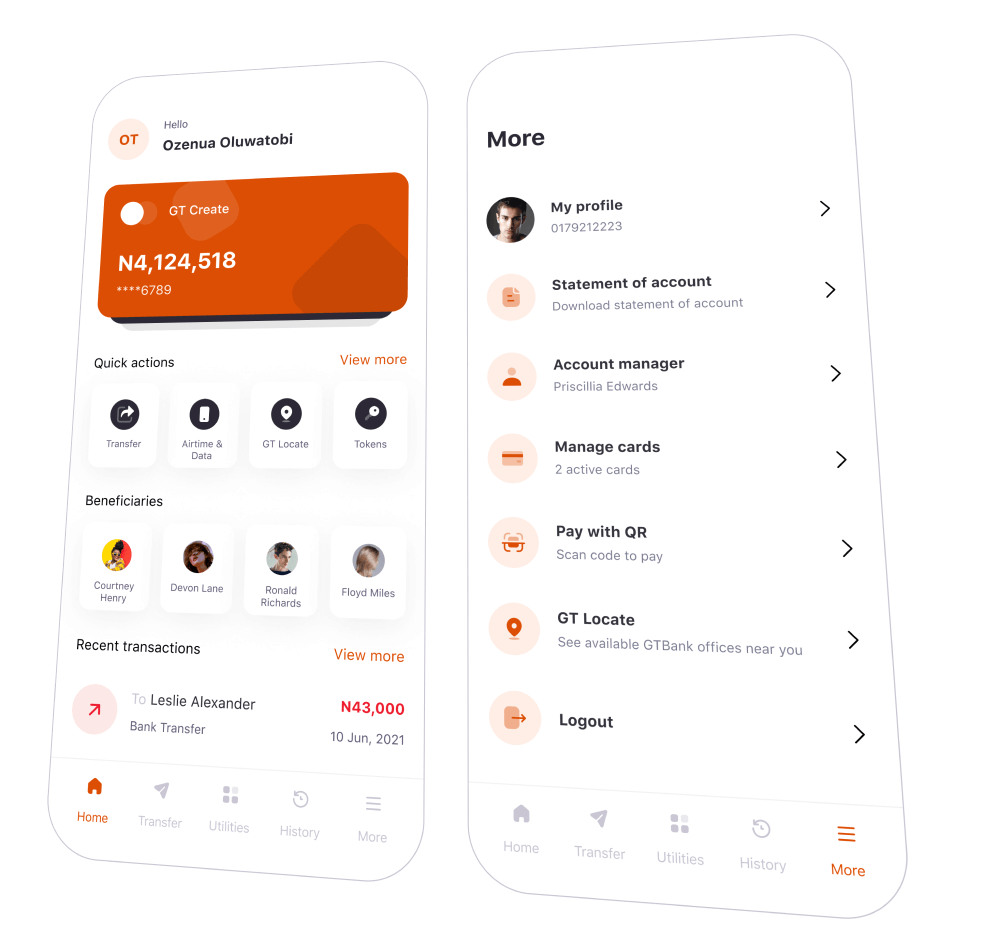 OT
Hello
Ozenua Oluwatobi
GT Create
N4,124,518
****6789
Quick actions
View more
Transfer
Airtime &
Data
GT Locate
Tokens
Beneficiaries
Courtney
Henry
Devon Lane
Ronald
Richards
Floyd Miles
Recent transactions
View more
To Leslie Alexander
N43,000
Bank Transfer
10 Jun, 2021
Home
Transfer
Utilities
History
More
More
My profile
0179212223
Statement of account
Download statement of account
Account manager
Priscillia Edwards
Manage cards
2 active cards
Pay with QR
Scan code to pay
GT Locate
See available GTBank offices near you
Logout
Home
Transfer
Utilities
History
More